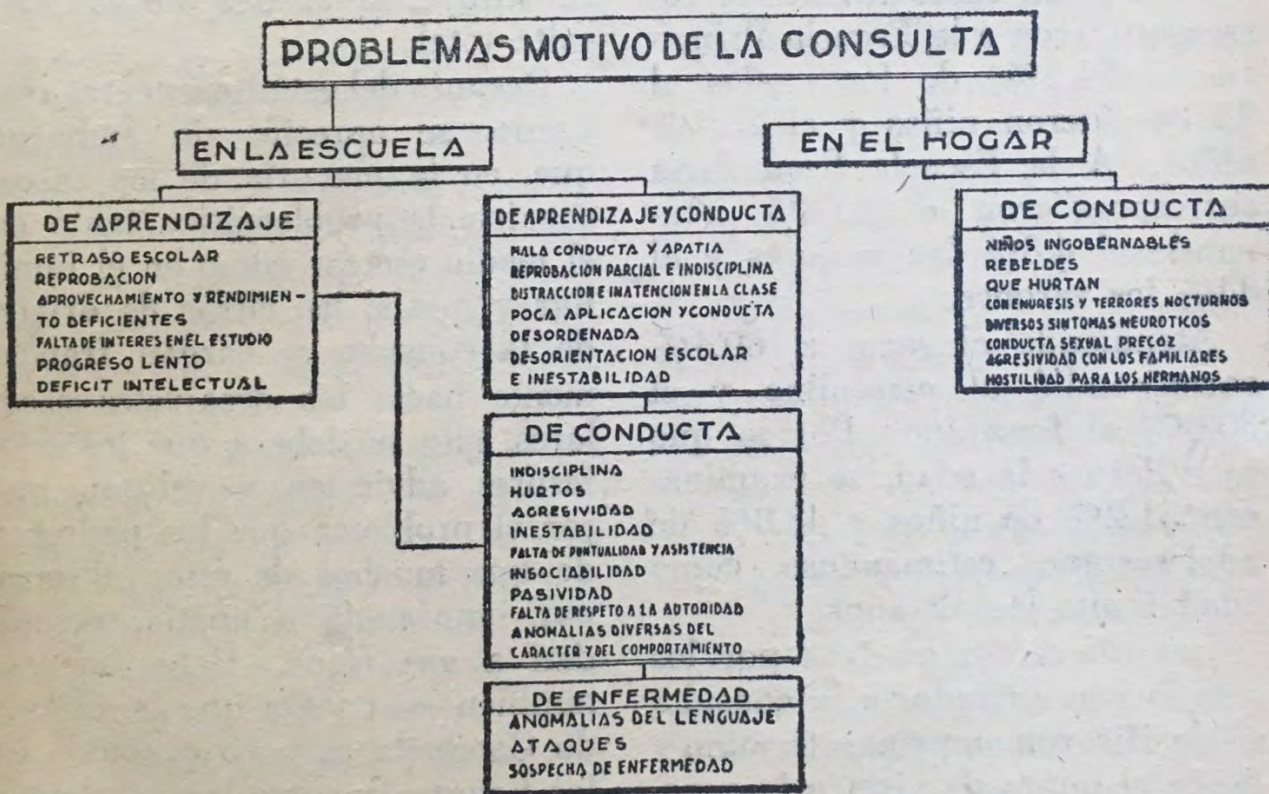 PROBLEMAS MOTIVO DE LA CONSULTA
EN LA ESCUELA
EN EL HOGAR
DE APRENDIZAJE
RETRASO ESCOLAR
REPROBACION
APROVECHAMIENTO Y RENDIMIEN-
TO DEFICIENTES
FALTA DE INTERES EN EL ESTUDIO
PROGRESO LENTO
DEFICIT INTELECTUAL
DE APRENDIZAJE Y CONDUCTA
MALA CONDUCTA Y APATIA
REPROBACION PARCIAL E INDISCIPLINA
DISTRACCION E INATENCION EN LA CLASE
POCA APLICACION Y CONDUCTA
DESORDENADA
DESORIENTACION ESCOLAR
E INESTABILIDAD
DE CONDUCTA
INDISCIPLINA
HURTOS
AGRESIVIDAD
INESTABILIDAD
FALTA DE PUNTUALIDAD Y ASISTENCIA
INSOCIABILIDAD
PASIVIDAD
FALTA DE RESPETO A LA AUTORIDAD
ANOMALIAS DIVERSAS DEL
CARACTER Y DEL COMPORTAMIENTO
DE ENFERMEDAD
ANOMALIAS DEL LENGUAJE
ATAQUES
SOSPECHA DE ENFERMEDAD
DE CONDUCTA
NIÑOS INGOBERNABLES
REBELDES
QUE HURTAN
CON ENURESIS Y TERRORES NOCTURNOS
DIVERSOS SINTOMAS NEUROTICOS
CONDUCTA SEXUAL PRECOZ
AGRESIVIDAD CON LOS FAMILIARES
HOSTILIDAD PARA LOS HERMANOS